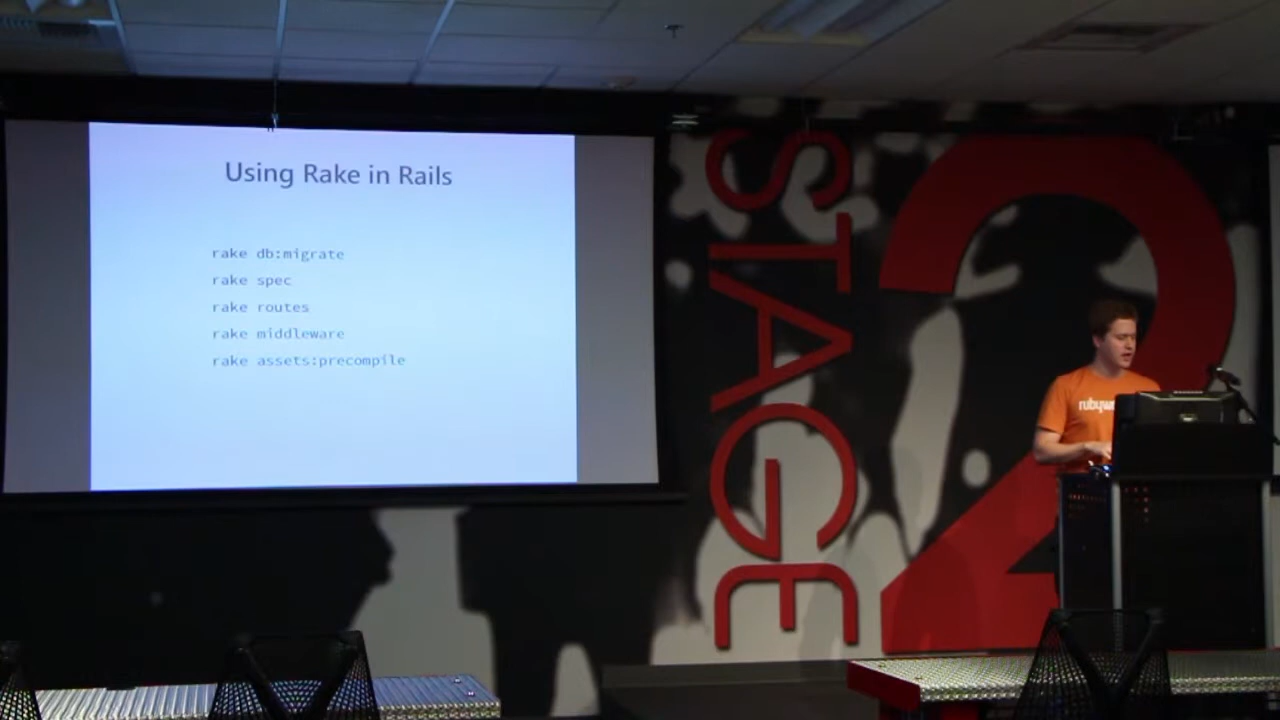 Using Rake in Rails
rake db:migrate
rake spec
rake routes
rake middleware
rake assets:precompile
STAGE
2